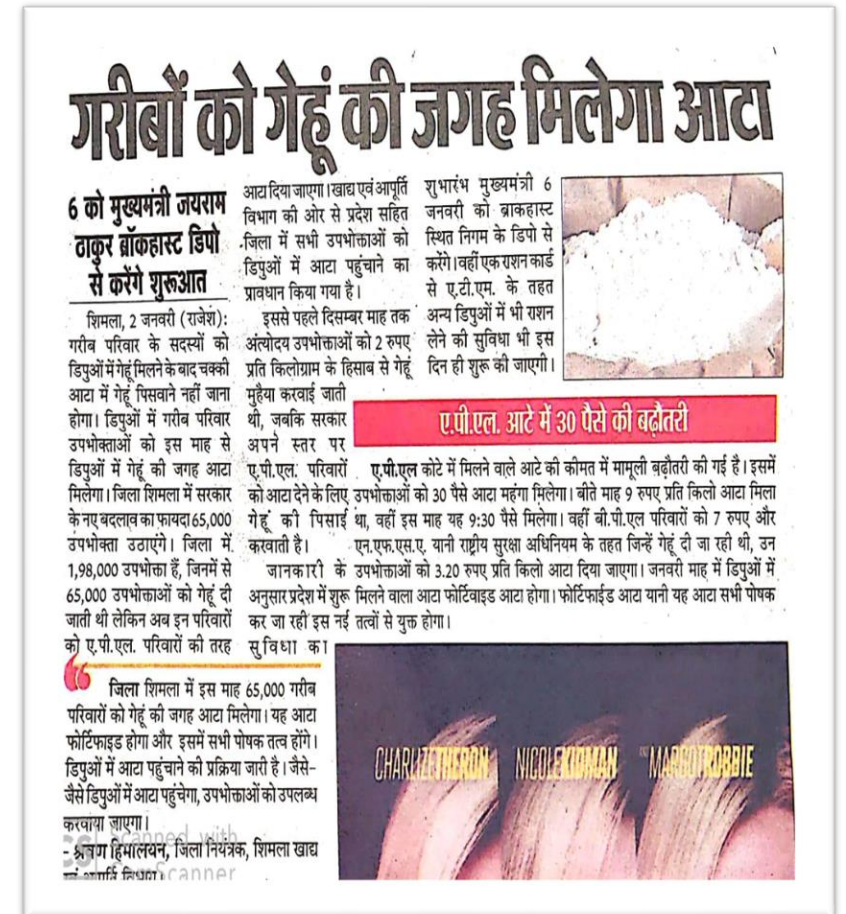 गरीबों को गेहूं की जगह मिलेगा आटा
6 को मुख्यमंत्री जयराम
ठाकुर ब्रॉकहास्ट डिपो
से करेंगे शुरूआत
शिमला, 2 जनवरी (राजेश):
गरीब परिवार के सदस्यों को
डिपुओं में गेहूं मिलने के बाद चक्की
आटा में गेहूं पिसवाने नहीं जाना
होगा। डिपुओं में गरीब परिवार
उपभोक्ताओं को इस माह से
डिपुओं में गेहूं की जगह आटा
मिलेगा। जिला शिमला में सरकार
के नए बदलाव का फायदा 65,000
उपभोक्ता उठाएंगे। जिला में
1,98,000 उपभोक्ता हैं, जिनमें से
65,000 उपभोक्ताओं को गेहूं दी
जाती थी लेकिन अब इन परिवारों
को ए.पी.एल. परिवारों की तरह
आटा दिया जाएगा। खाद्य एवं आपूर्ति
विभाग की ओर से प्रदेश सहित
जिला में सभी उपभोक्ताओं को
डिपुओं में आटा पहुंचाने का
प्रावधान किया गया है।
इससे पहले दिसम्बर माह तक
अंत्योदय उपभोक्ताओं को 2 रुपए
प्रति किलोग्राम के हिसाब से गेहूं
मुहैया करवाई जाती
थी, जबकि सरकार
अपने स्तर पर
ए.पी.एल. परिवारों
को आटा देने के लिए
गेहूं की पिसाई
करवाती है।
जानकारी के
अनुसार प्रदेश में शुरू
कर जा रही इस नई
सुविधा का
शुभारंभ मुख्यमंत्री 6
जनवरी को ब्राकहास्ट
स्थित निगम के डिपो से
करेंगे। वहीं एक राशन कार्ड
से ए.टी.एम. के तहत
अन्य डिपुओं में भी राशन
लेने की सुविधा भी इस
दिन ही शुरू की जाएगी।
ए.पी.एल. आटे में 30 पैसे की बढ़ौतरी
ए.पी.एल कोटे में मिलने वाले आटे की कीमत में मामूली बढ़ौतरी की गई है। इसमें
उपभोक्ताओं को 30 पैसे आटा महंगा मिलेगा। बीते माह 9 रुपए प्रति किलो आटा मिला
था, वहीं इस माह यह 9:30 पैसे मिलेगा। वहीं बी.पी.एल परिवारों को 7 रुपए और
एन.एफ.एस.ए. यानी राष्ट्रीय सुरक्षा अधिनियम के तहत जिन्हें गेहूं दी जा रही थी, उन
उपभोक्ताओं को 3.20 रुपए प्रति किलो आटा दिया जाएगा। जनवरी माह में डिपुओं में
मिलने वाला आटा फोर्टिवाइड आटा होगा। फोर्टिफाईड आटा यानी यह आटा सभी पोषक
तत्वों से युक्त होगा।
जिला शिमला में इस माह 65,000 गरीब
परिवारों को गेहूं की जगह आटा मिलेगा। यह आटा
फोर्टिफाइड होगा और इसमें सभी पोषक तत्व होंगे।
डिपुओं में आटा पहुंचाने की प्रक्रिया जारी है। जैसे-
जैसे डिपुओं में आटा पहुंचेगा, उपभोक्ताओं को उपलब्ध
करवाया जाएगा।
- श्रवण हिमालयन, जिला नियंत्रक, शिमला खाद्य
एवं आपूर्ति विभाग।
CHARLIZE THERON NICOLE KIDMAN AND MARGOT ROBBIE
CS Scanned with
CamScanner